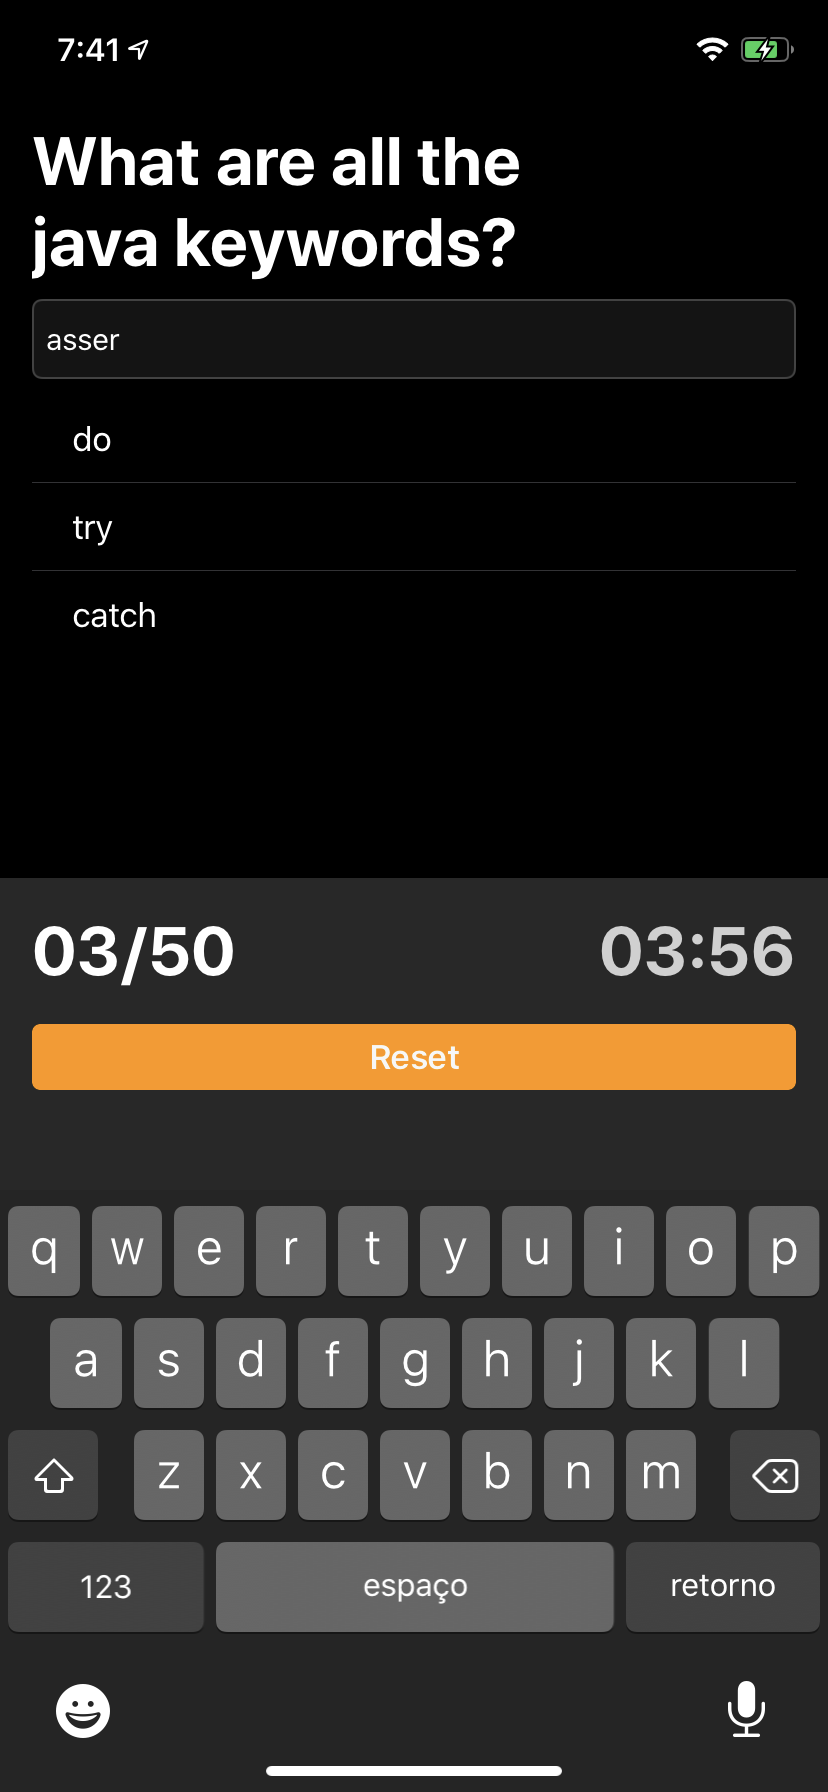 7:41
What are all the
java keywords?
asser
do
try
catch
03/50 03:56
Reset
q w e r t y u i o p
a s d f g h j k l
z x c v b n m
123 espaço retorno